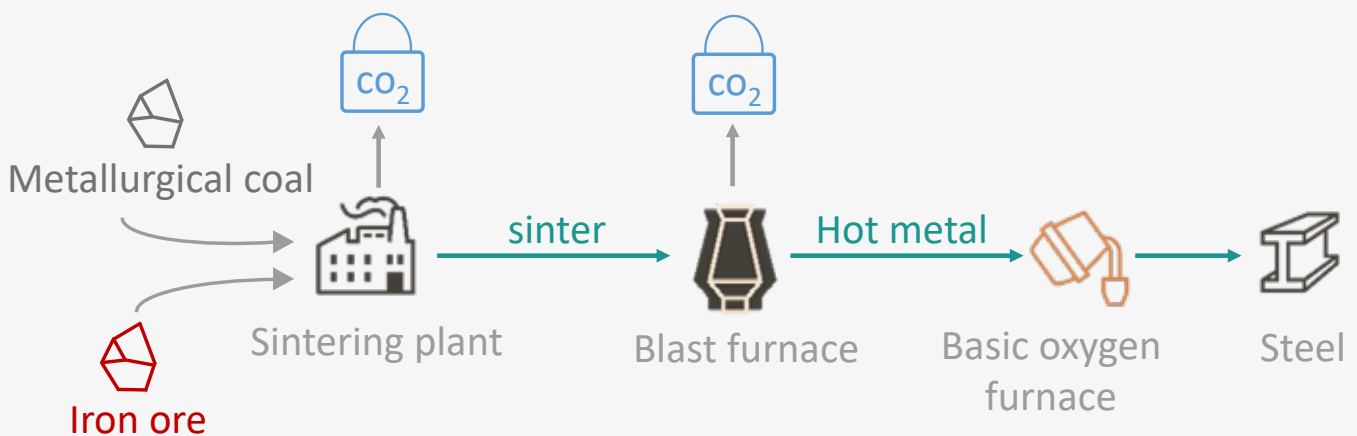 CO₂
CO₂
Metallurgical coal
sinter
Hot metal
Sintering plant
Blast furnace
Basic oxygen
furnace
Steel
Iron ore